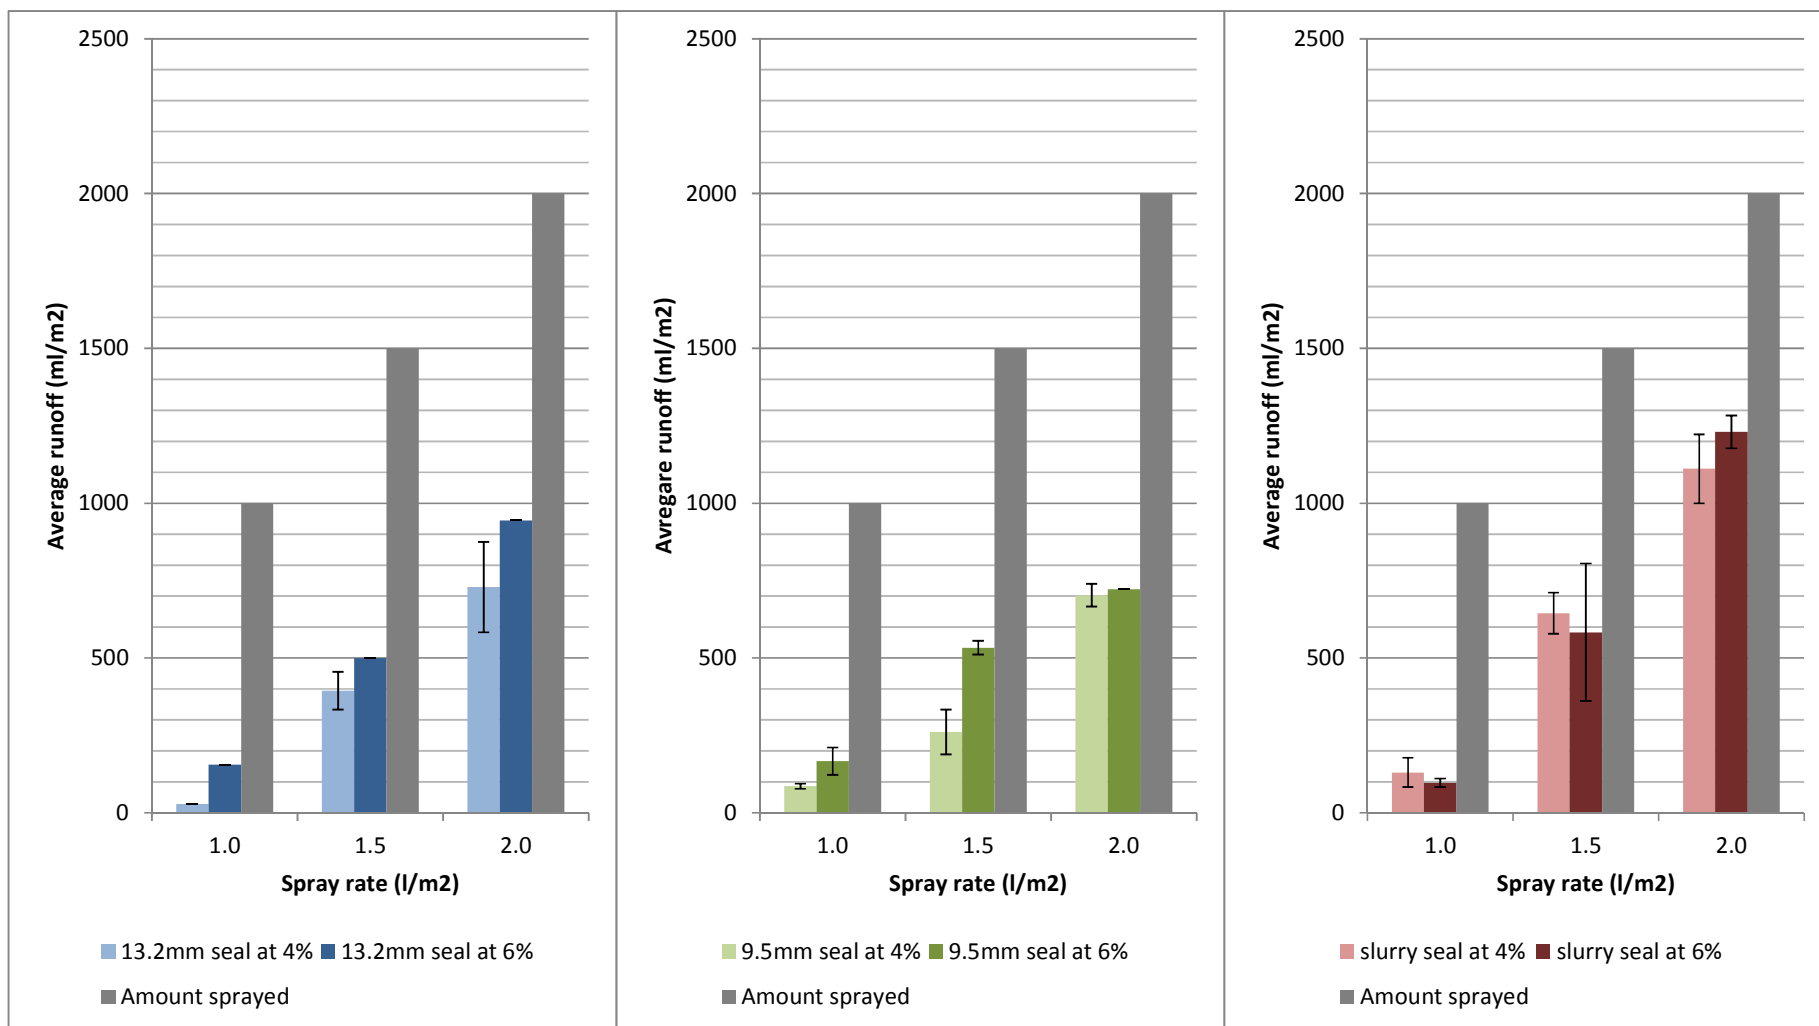 2500
2000
1500
1000
500
0
Average runoff (ml/m2)
1.0 1.5 2.0
Spray rate (l/m2)
13.2mm seal at 4% 13.2mm seal at 6%
Amount sprayed
2500
2000
1500
1000
500
0
Avregare runoff (ml/m2)
1.0 1.5 2.0
Spray rate (l/m2)
9.5mm seal at 4% 9.5mm seal at 6%
Amount sprayed
2500
2000
1500
1000
500
0
Average runoff (ml/m2)
1.0 1.5 2.0
Spray rate (l/m2)
slurry seal at 4% slurry seal at 6%
Amount sprayed